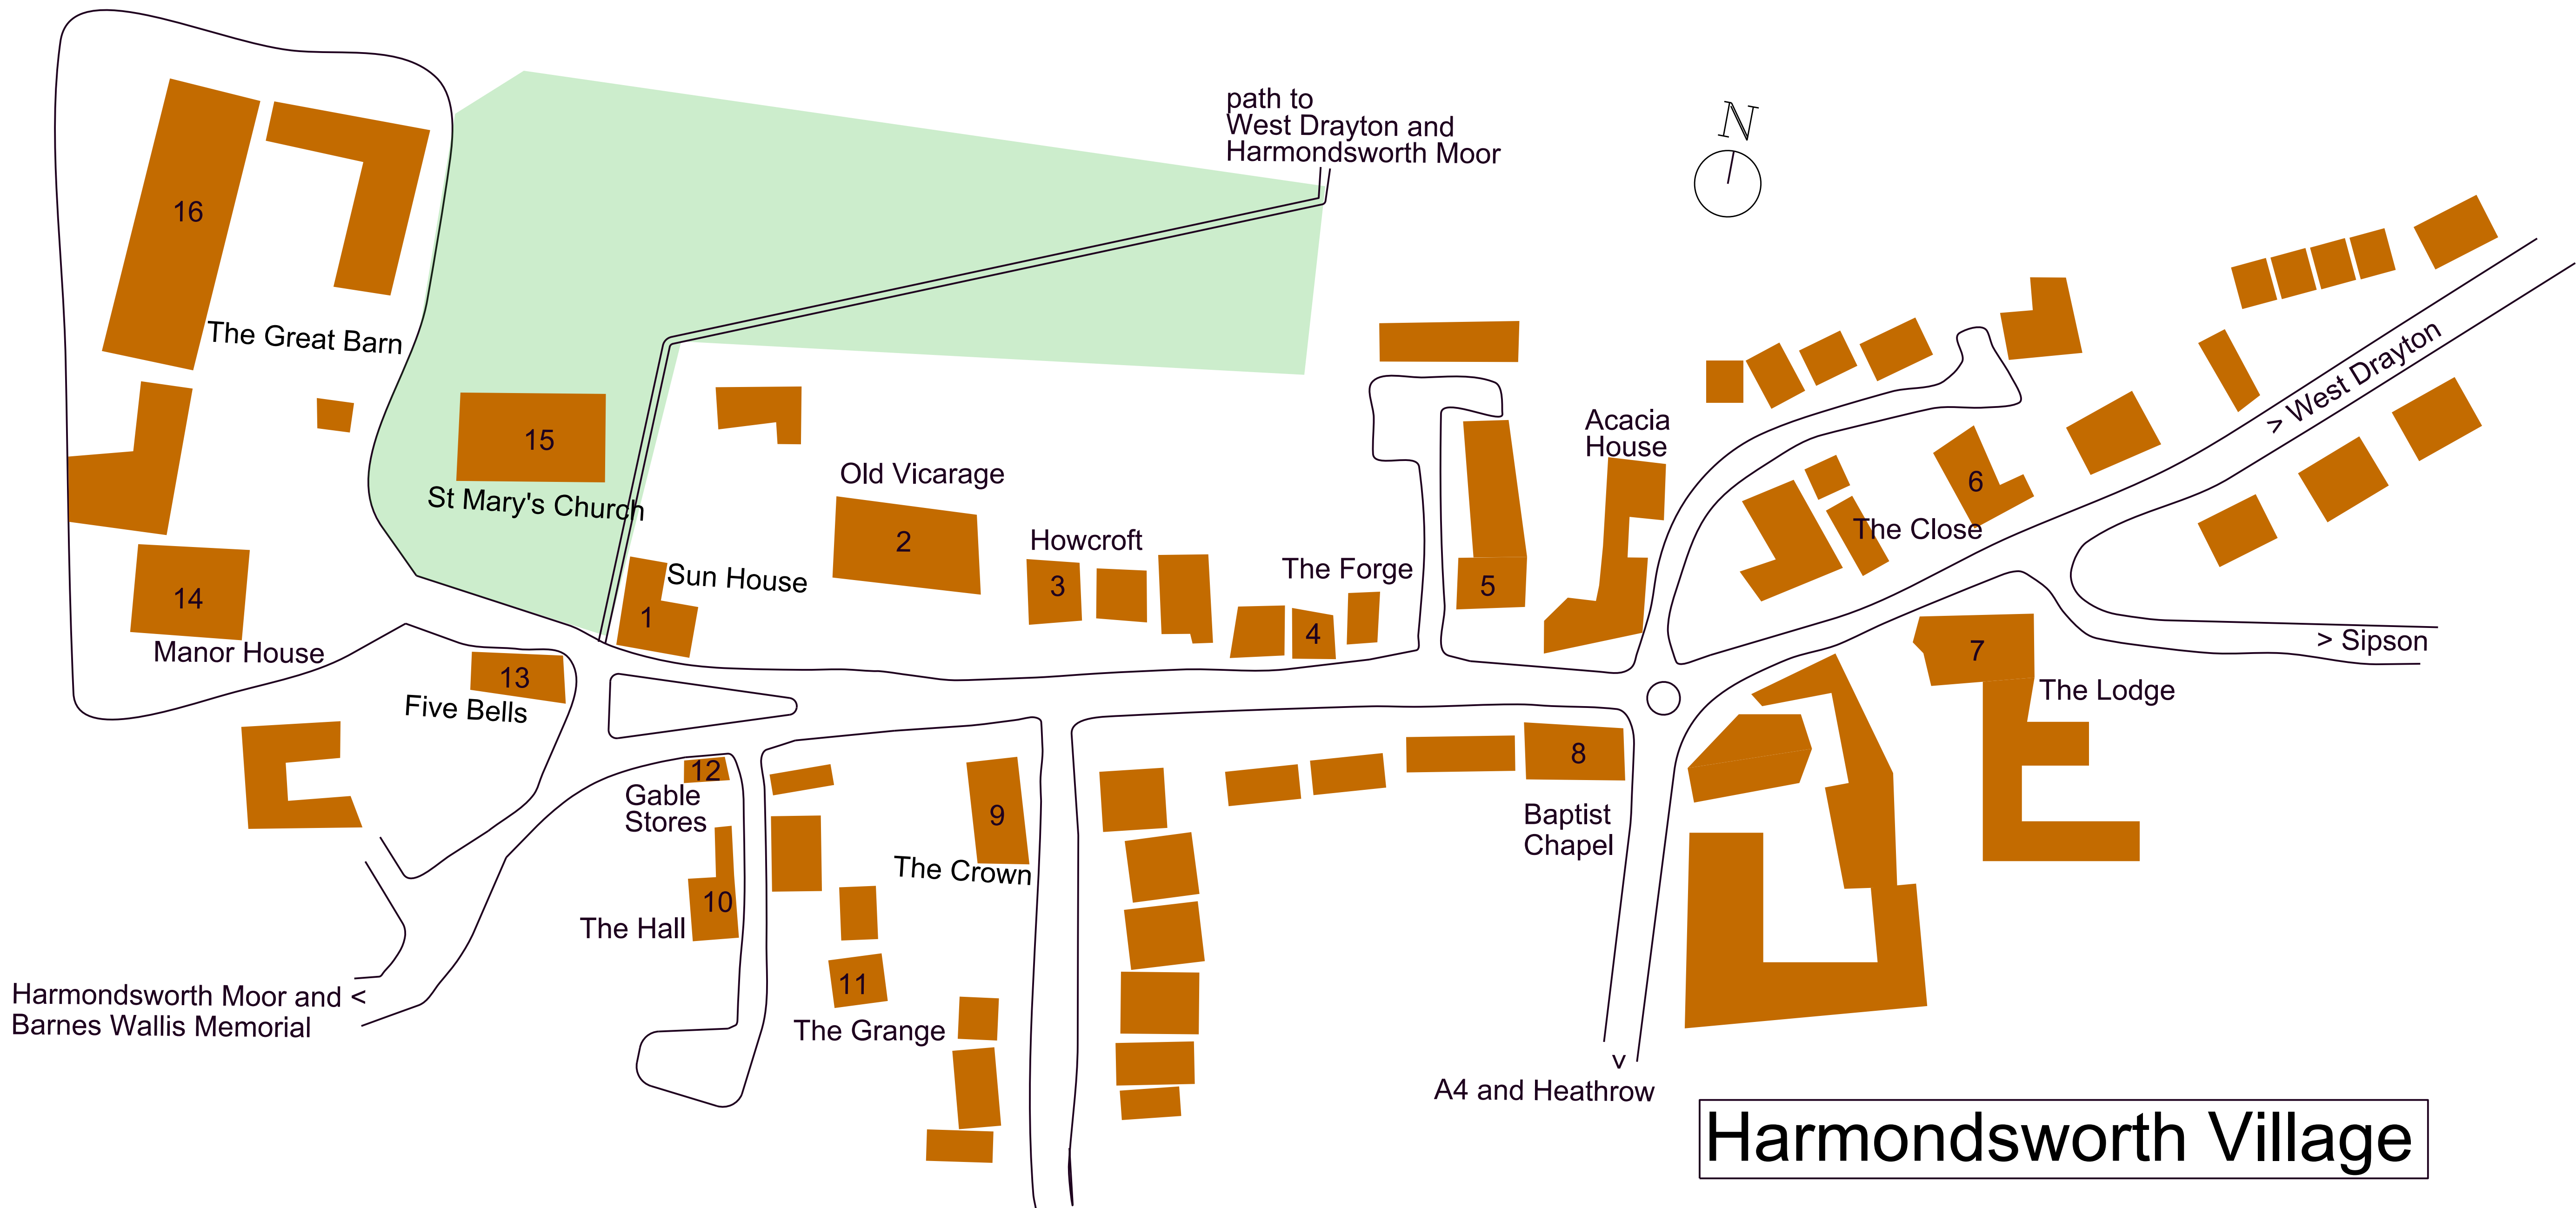 path to
West Drayton and
Harmondsworth Moor
N
16
The Great Barn
15
St Mary's Church
Old Vicarage
2
Acacia
House
> West Drayton
6
The Close
Howcroft
3
The Forge
4
5
Sun House
1
14
Manor House
13
Five Bells
7
The Lodge
> Sipson
12
Gable
Stores
9
The Crown
8
Baptist
Chapel
10
The Hall
11
The Grange
Harmondsworth Moor and <
Barnes Wallis Memorial
v
A4 and Heathrow
Harmondsworth Village